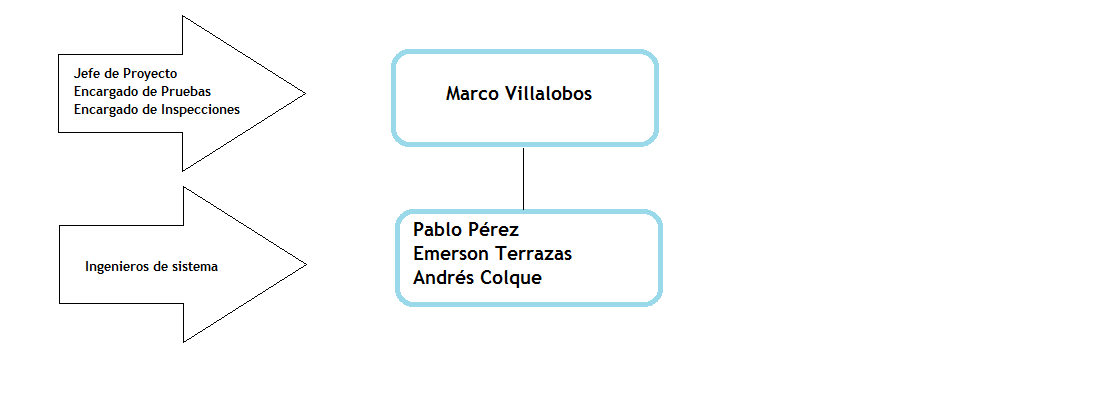 Jefe de Proyecto
Encargado de Pruebas
Encargado de Inspecciones
Marco Villalobos
Ingenieros de sistema
Pablo Pérez
Emerson Terrazas
Andrés Colque